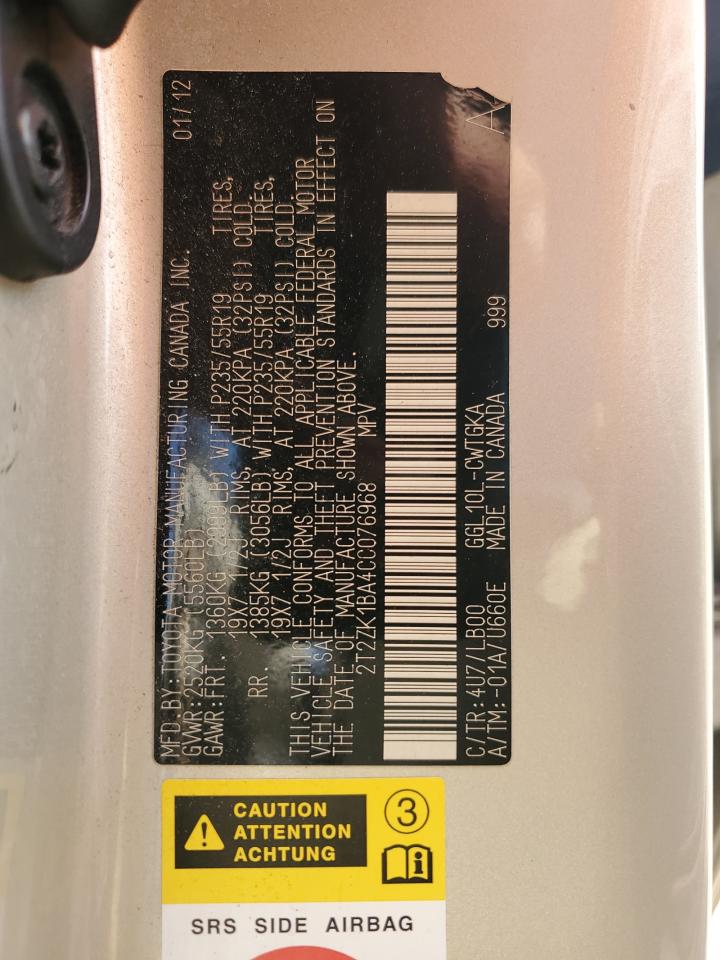 MFD.BY: TOYOTA MOTOR MANUFACTURING CANADA INC. 01/12
GVWR: 2520KG (5560LB)
GAWR: FRT. 1360KG (2999LB) WITH P235/55R19 TIRES,
19X7 1/2J RIMS, AT 220KPA (32PSI) COLD.
RR. 1385KG (3056LB) WITH P235/55R19 TIRES,
19X7 1/2J RIMS, AT 220KPA (32PSI) COLD.
THIS VEHICLE CONFORMS TO ALL APPLICABLE FEDERAL MOTOR
VEHICLE SAFETY AND THEFT PREVENTION STANDARDS IN EFFECT ON
THE DATE OF MANUFACTURE SHOWN ABOVE.
2T2ZK1BA4CC076968 MPV
C/TR: 4U7/LB00 GGL10L-CWTGKA 999
A/TM: -01A/U660E MADE IN CANADA A
CAUTION
ATTENTION
ACHTUNG
3
SRS SIDE AIRBAG